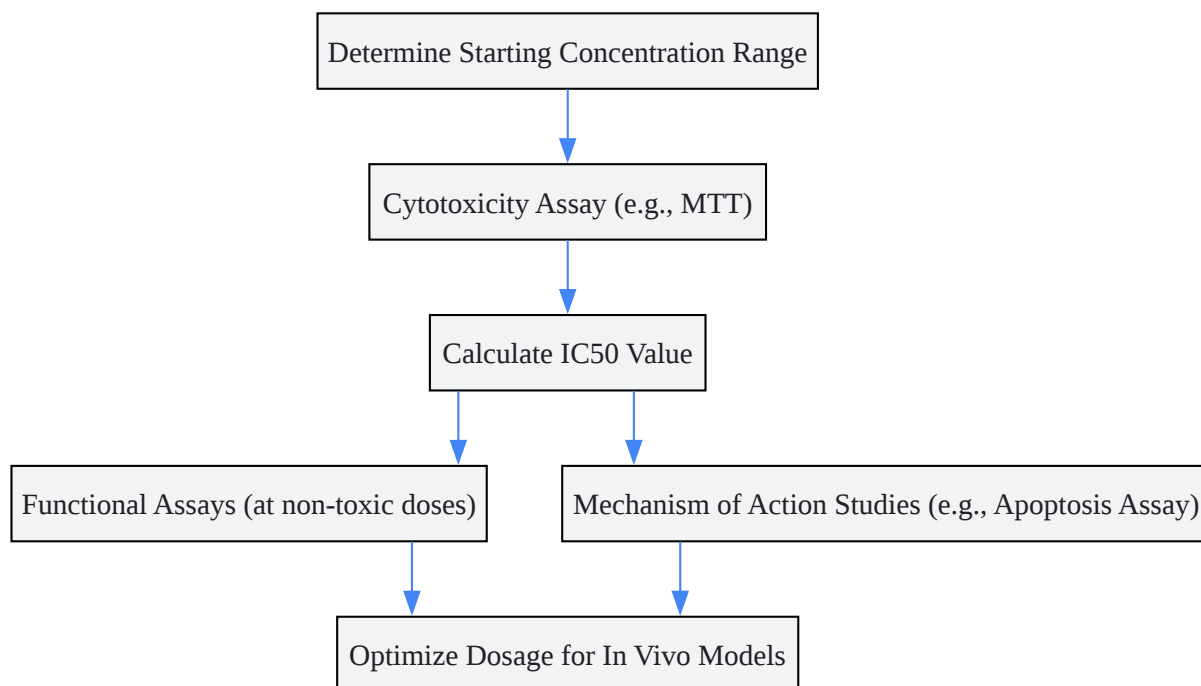 Determine Starting Concentration Range
Cytotoxicity Assay (e.g., MTT)
Calculate IC50 Value
Functional Assays (at non-toxic doses)
Mechanism of Action Studies (e.g., Apoptosis Assay)
Optimize Dosage for In Vivo Models